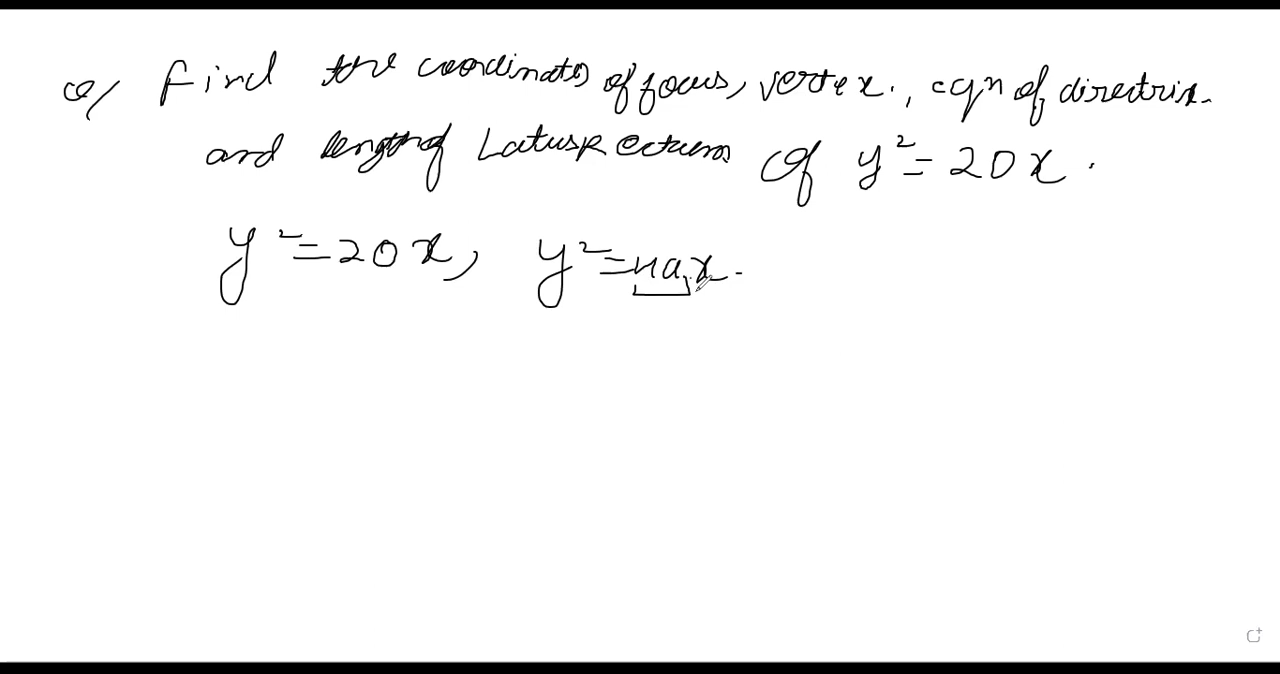 Q/ Find the coordinates of focus, vertex., eqn of directrix.
and length of Latus Rectum of y²=20x.
y²=20x, y²=4ax.